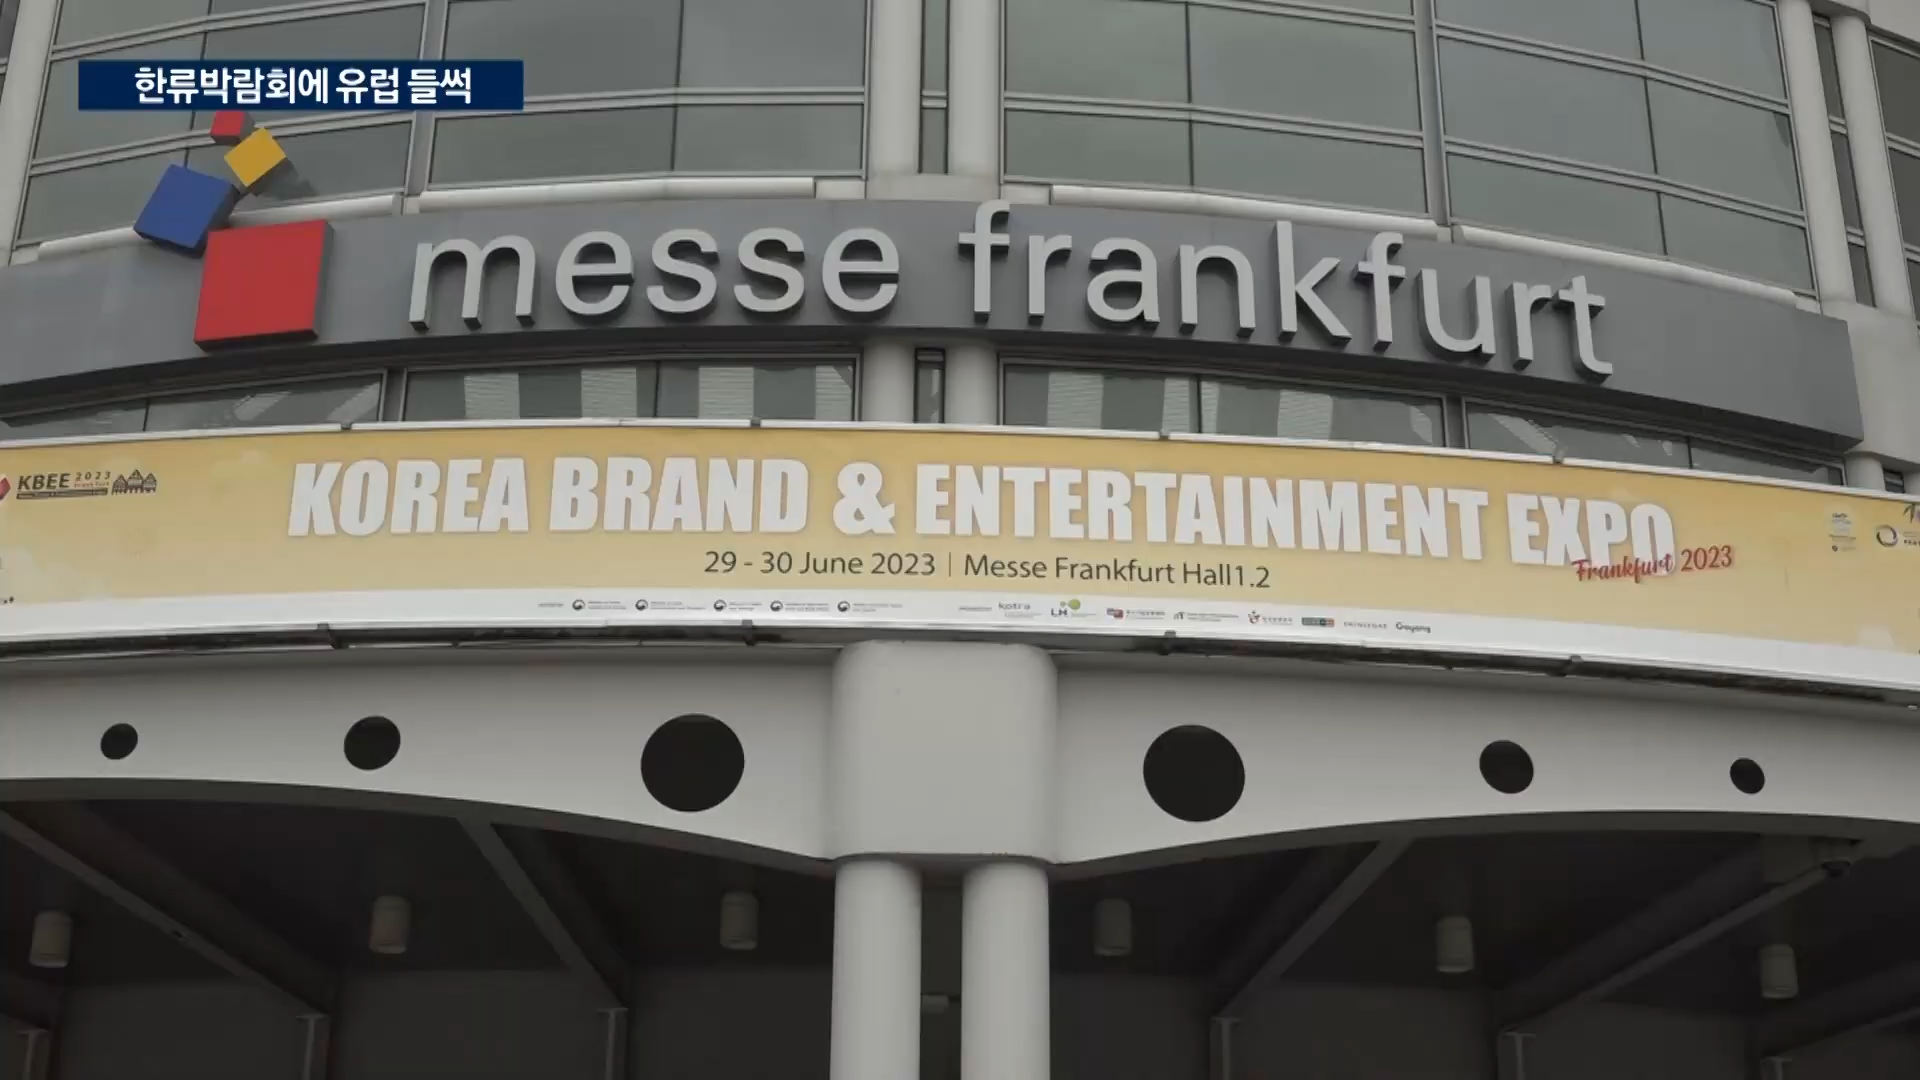 한류박람회에 유럽 들썩
messe frankfurt
KBEE 2023
KOREA BRAND & ENTERTAINMENT EXPO
Frankfurt 2023
29 - 30 June 2023 | Messe Frankfurt Hall1.2
kotra
LH
Goyang